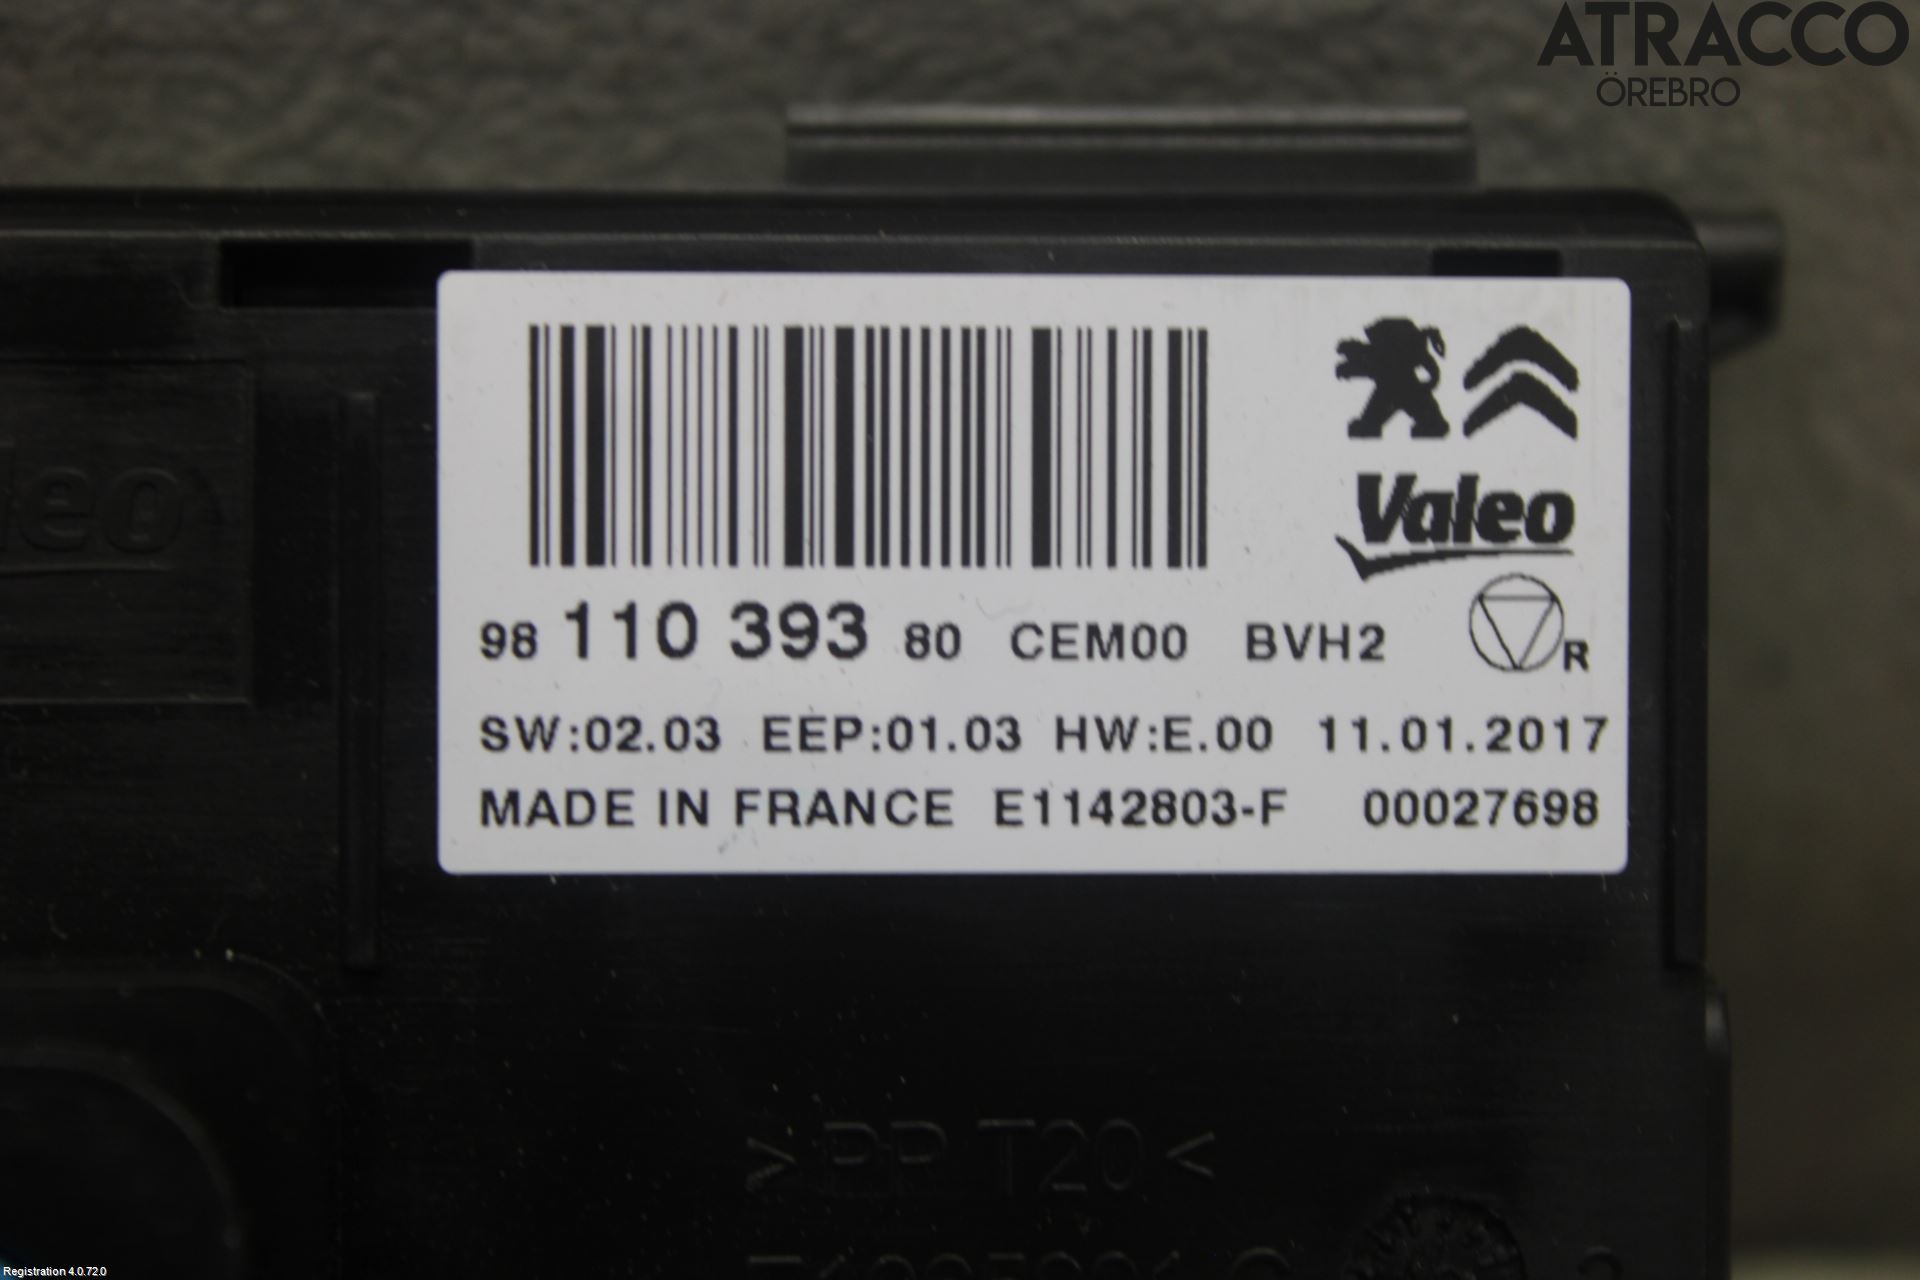 ATRACCO
ÖREBRO
Valeo
98 110 393 80 CEM00 BVH2
R
SW:02.03 EEP:01.03 HW:E.00 11.01.2017
MADE IN FRANCE E1142803-F 00027698
>PP T20<
Registration 4.0.72.0